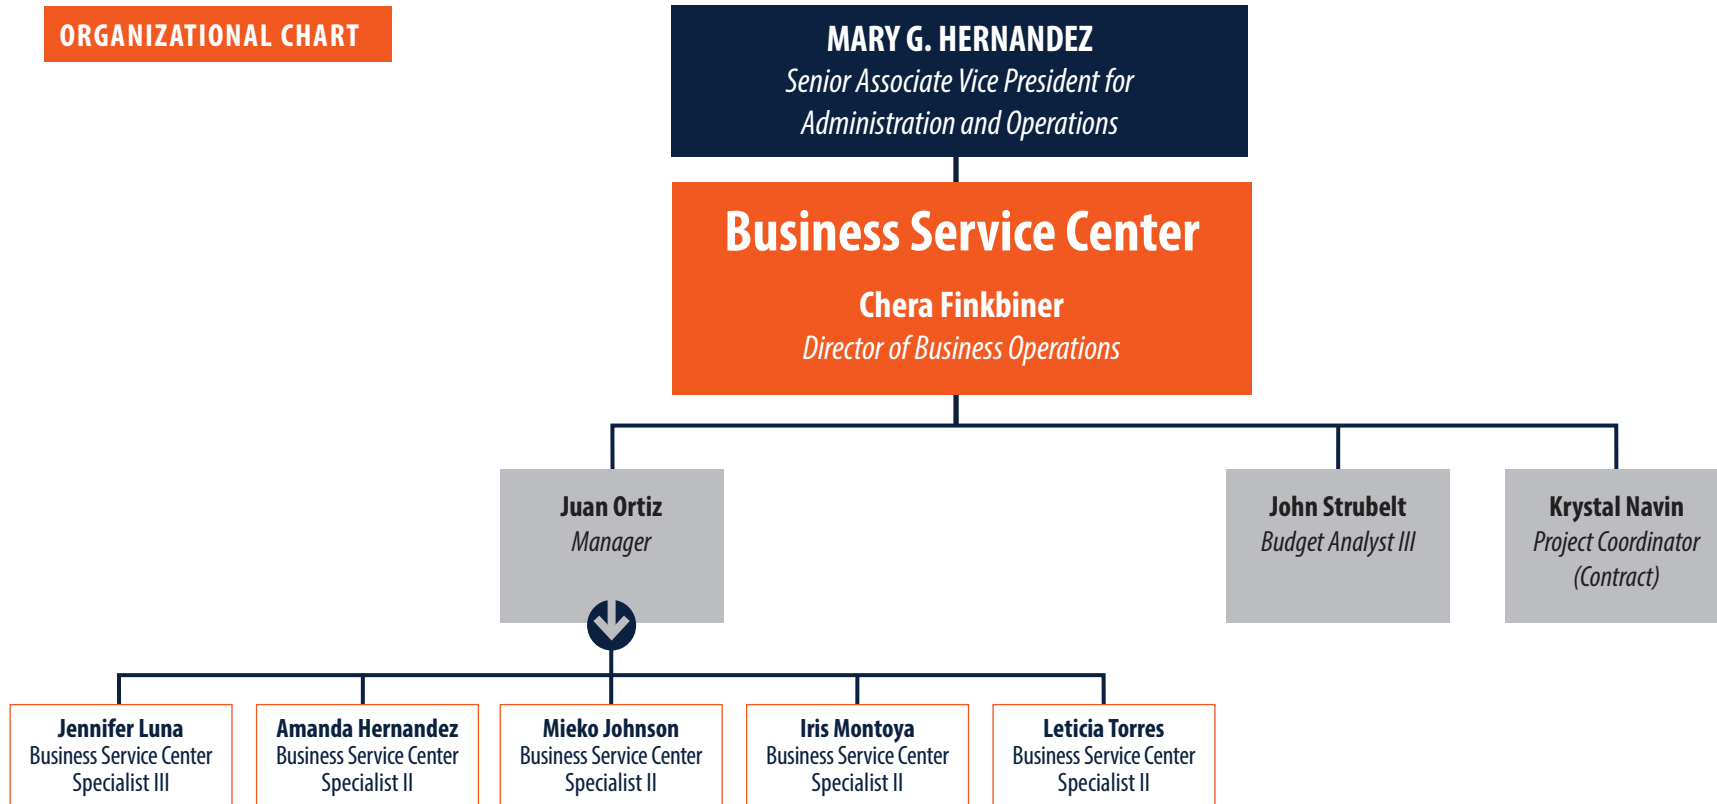 ORGANIZATIONAL CHART
MARY G. HERNANDEZ
Senior Associate Vice President for
Administration and Operations
Business Service Center
Chera Finkbiner
Director of Business Operations
Juan Ortiz
Manager
John Strubelt
Budget Analyst III
Krystal Navin
Project Coordinator
(Contract)
Jennifer Luna
Business Service Center
Specialist III
Amanda Hernandez
Business Service Center
Specialist II
Mieko Johnson
Business Service Center
Specialist II
Iris Montoya
Business Service Center
Specialist II
Leticia Torres
Business Service Center
Specialist II